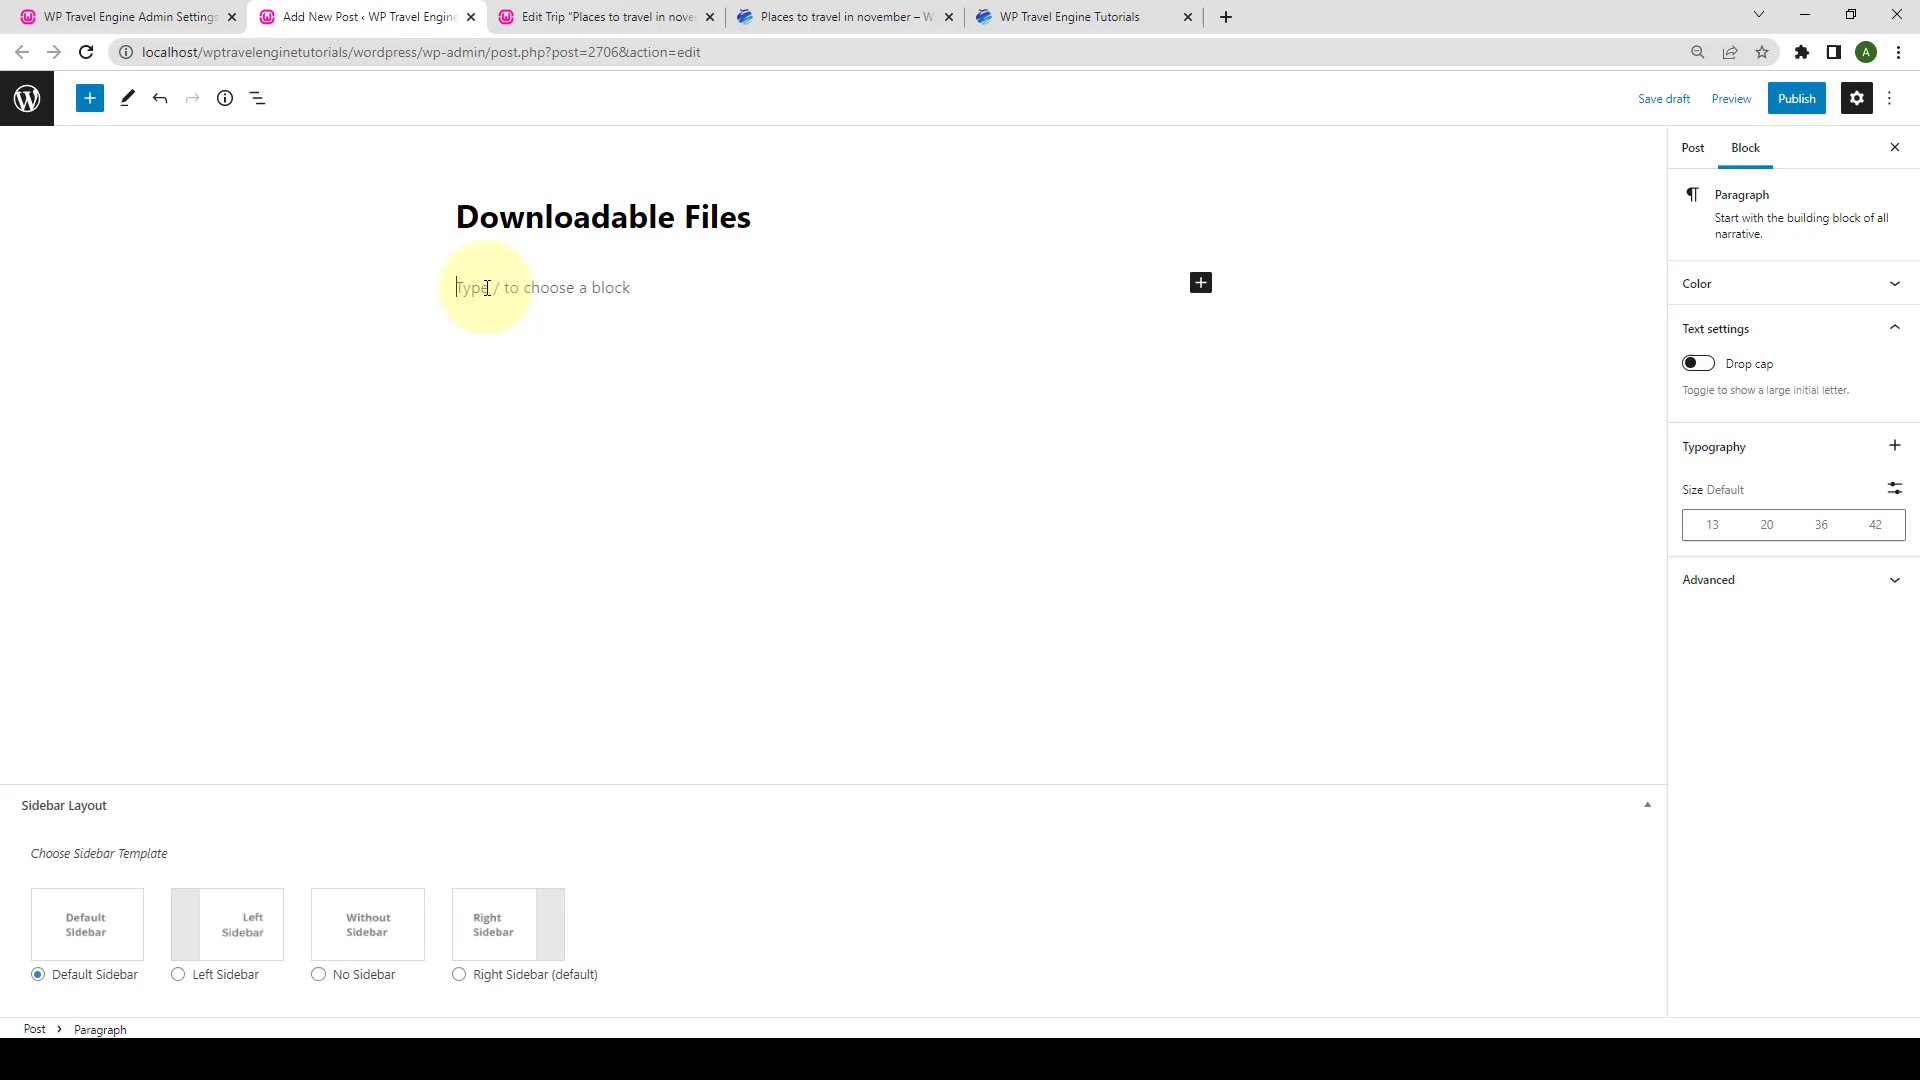 WP Travel Engine Admin Settings
Add New Post ‹ WP Travel Engine
Edit Trip "Places to travel in nove
Places to travel in november – W
WP Travel Engine Tutorials
localhost/wptravelenginetutorials/wordpress/wp-admin/post.php?post=2706&action=edit
A
Save draft
Preview
Publish
Post
Block
Downloadable Files
Type / to choose a block
Paragraph
Start with the building block of all
narrative.
Color
Text settings
Drop cap
Toggle to show a large initial letter.
Typography
Size Default
13 20 36 42
Advanced
Sidebar Layout
Choose Sidebar Template
Default
Sidebar
Left
Sidebar
Without
Sidebar
Right
Sidebar
Default Sidebar
Left Sidebar
No Sidebar
Right Sidebar (default)
Post › Paragraph